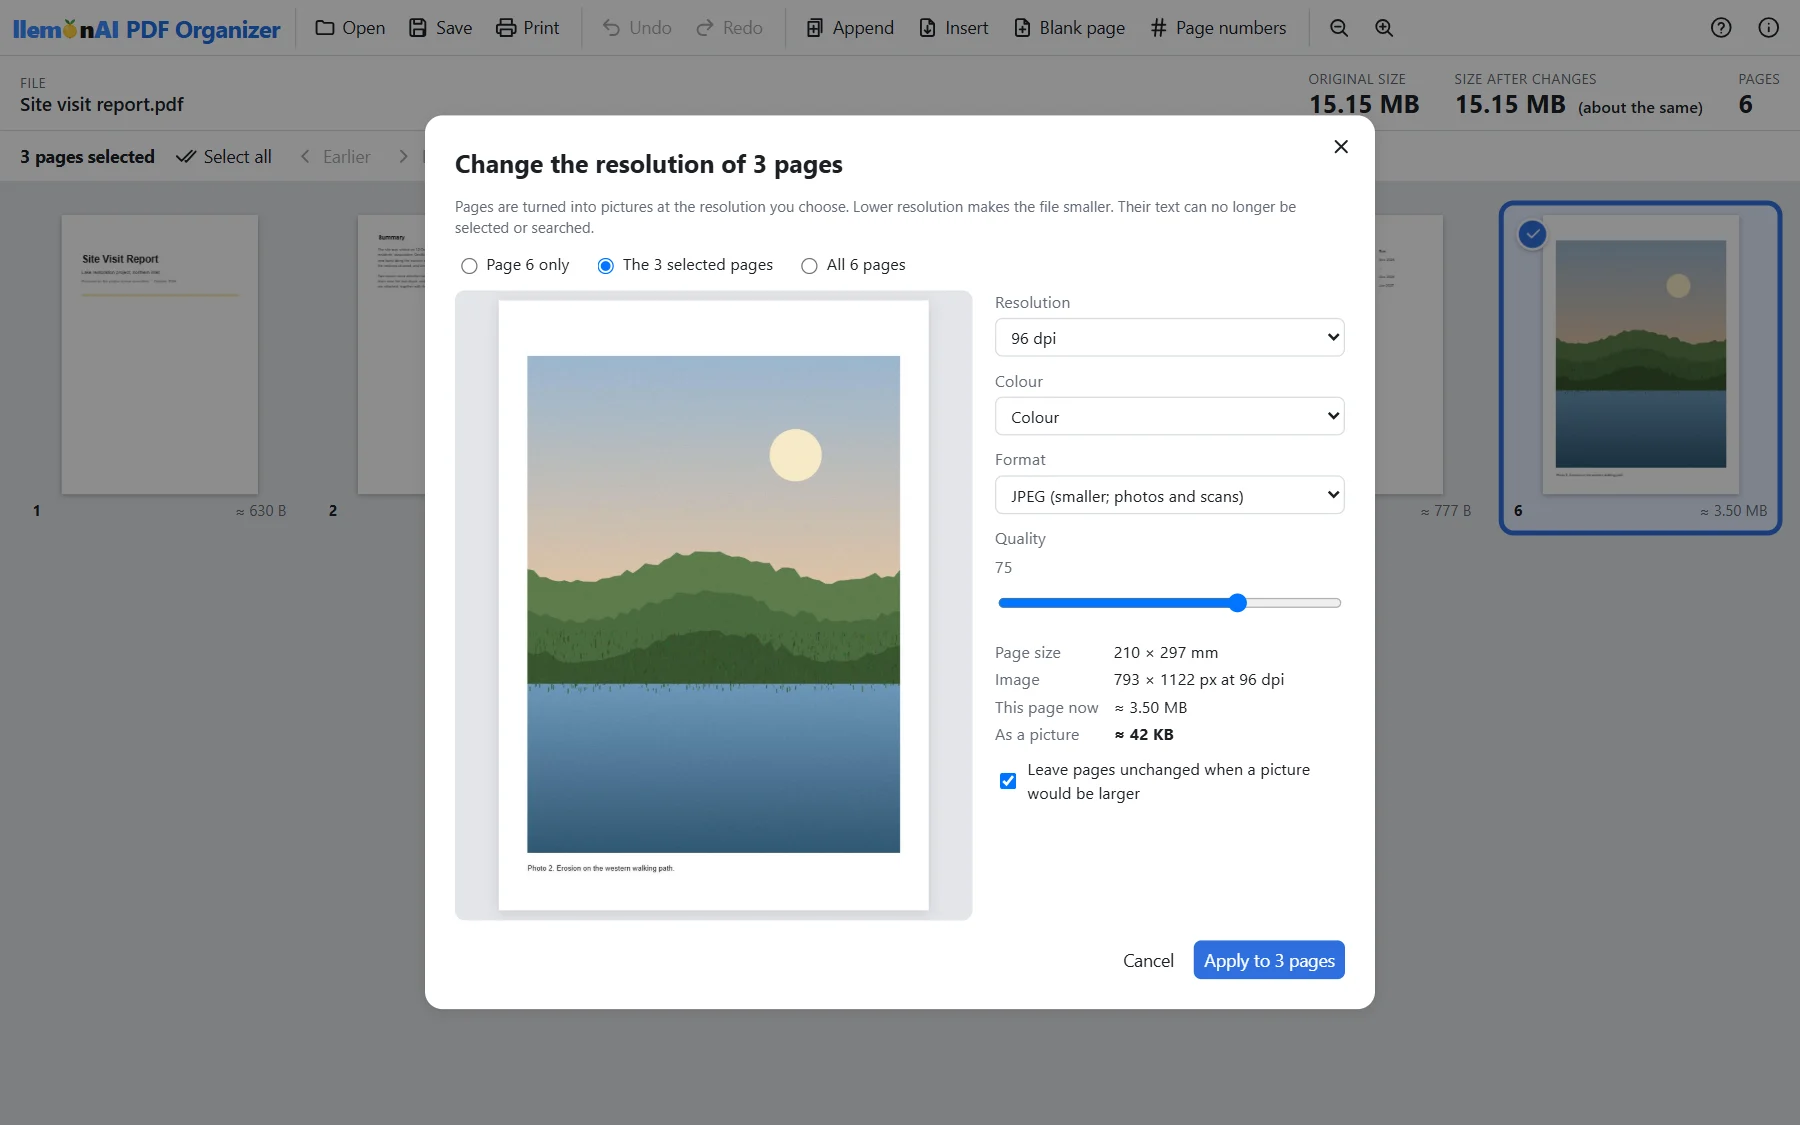 llemonAI PDF Organizer
Open Save Print Undo Redo Append Insert Blank page # Page numbers
FILE
Site visit report.pdf
ORIGINAL SIZE
15.15 MB
SIZE AFTER CHANGES
15.15 MB (about the same)
PAGES
6
3 pages selected Select all Earlier
Site Visit Report
1 ≈ 630 B
Summary
2
≈ 777 B
6 ≈ 3.50 MB
Change the resolution of 3 pages
Pages are turned into pictures at the resolution you choose. Lower resolution makes the file smaller. Their text can no longer be
selected or searched.
Page 6 only The 3 selected pages All 6 pages
Photo 2. Erosion on the western walking path.
Resolution
96 dpi
Colour
Colour
Format
JPEG (smaller; photos and scans)
Quality
75
Page size 210 × 297 mm
Image 793 × 1122 px at 96 dpi
This page now ≈ 3.50 MB
As a picture ≈ 42 KB
Leave pages unchanged when a picture
would be larger
Cancel Apply to 3 pages